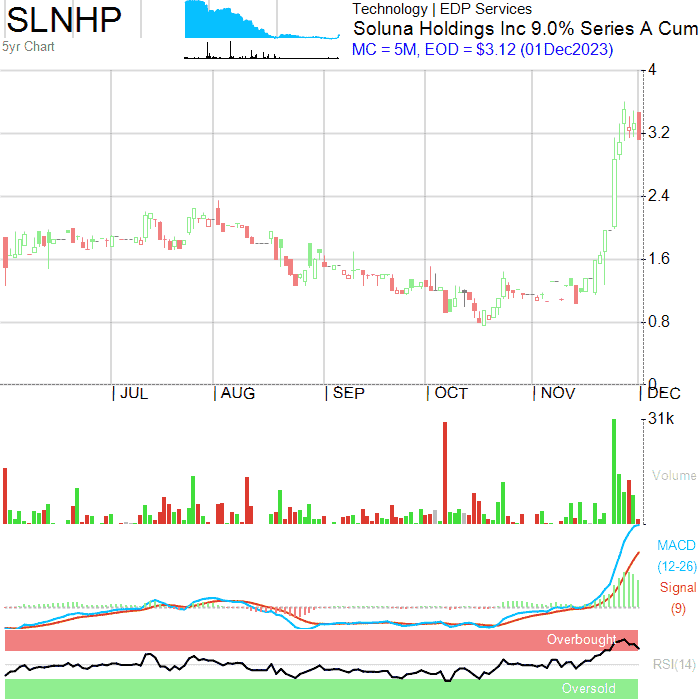 SLNHP
5yr Chart
Technology | EDP Services
Soluna Holdings Inc 9.0% Series A Cum
MC = 5M, EOD = $3.12 (01Dec2023)
4
3.2
2.4
1.6
0.8
0
| JUL | AUG | SEP | OCT | NOV | DEC
31k
Volume
MACD
(12-26)
Signal
(9)
Overbought
RSI(14)
Oversold